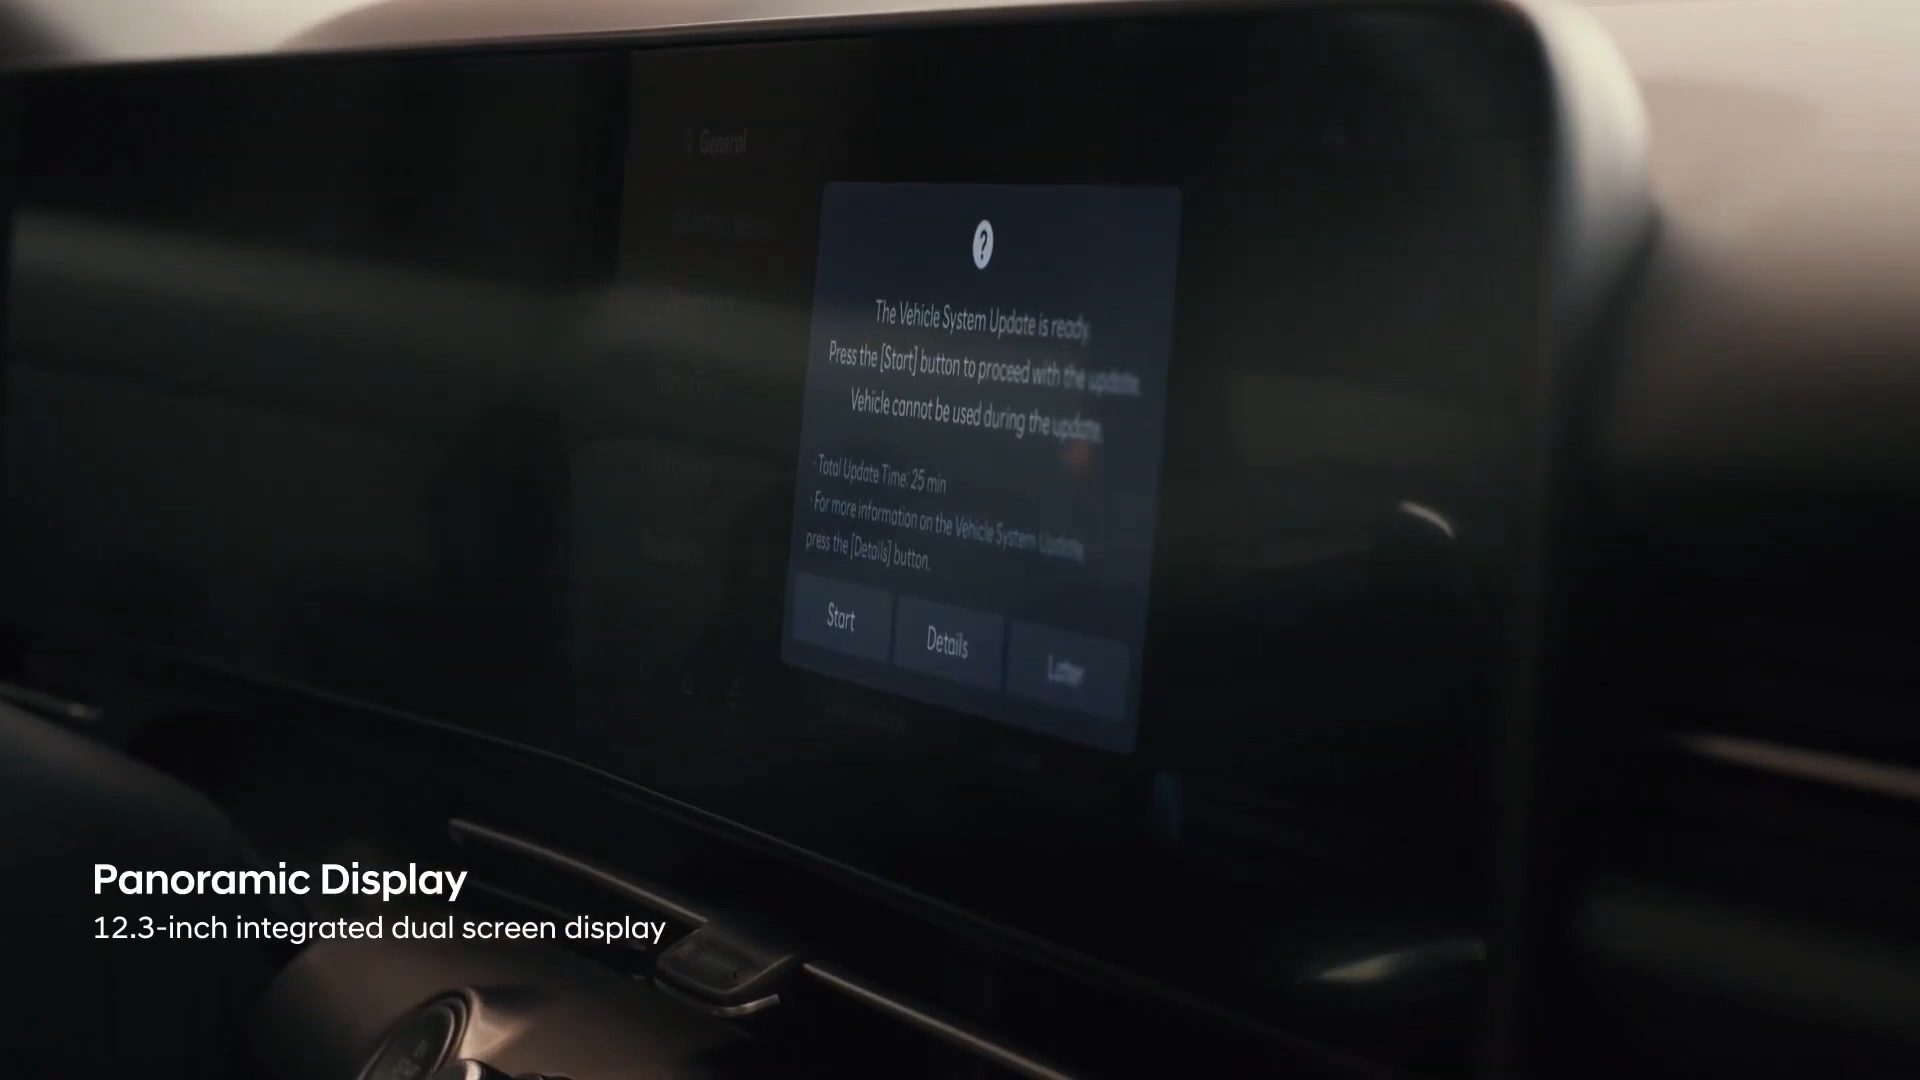 General
?
The Vehicle System Update is ready.
Press the [Start] button to proceed with the update.
Vehicle cannot be used during the update.
· Total Update Time: 25 min
· For more information on the Vehicle System Update,
press the [Details] button.
Start
Details
Later
Panoramic Display
12.3-inch integrated dual screen display